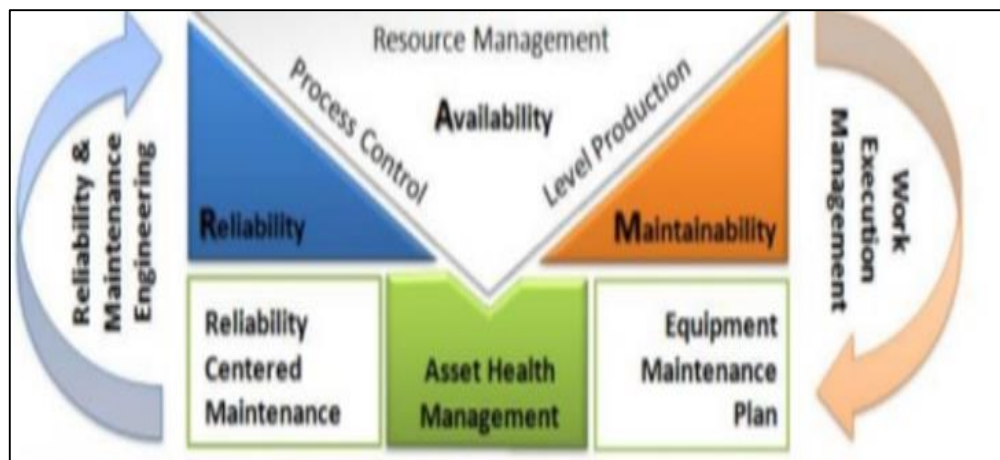 Resource Management
Process Control
Availability
Level Production
Reliability &
Maintenance
Engineering
Reliability
Maintainability
Work
Execution
Management
Reliability
Centered
Maintenance
Asset Health
Management
Equipment
Maintenance
Plan